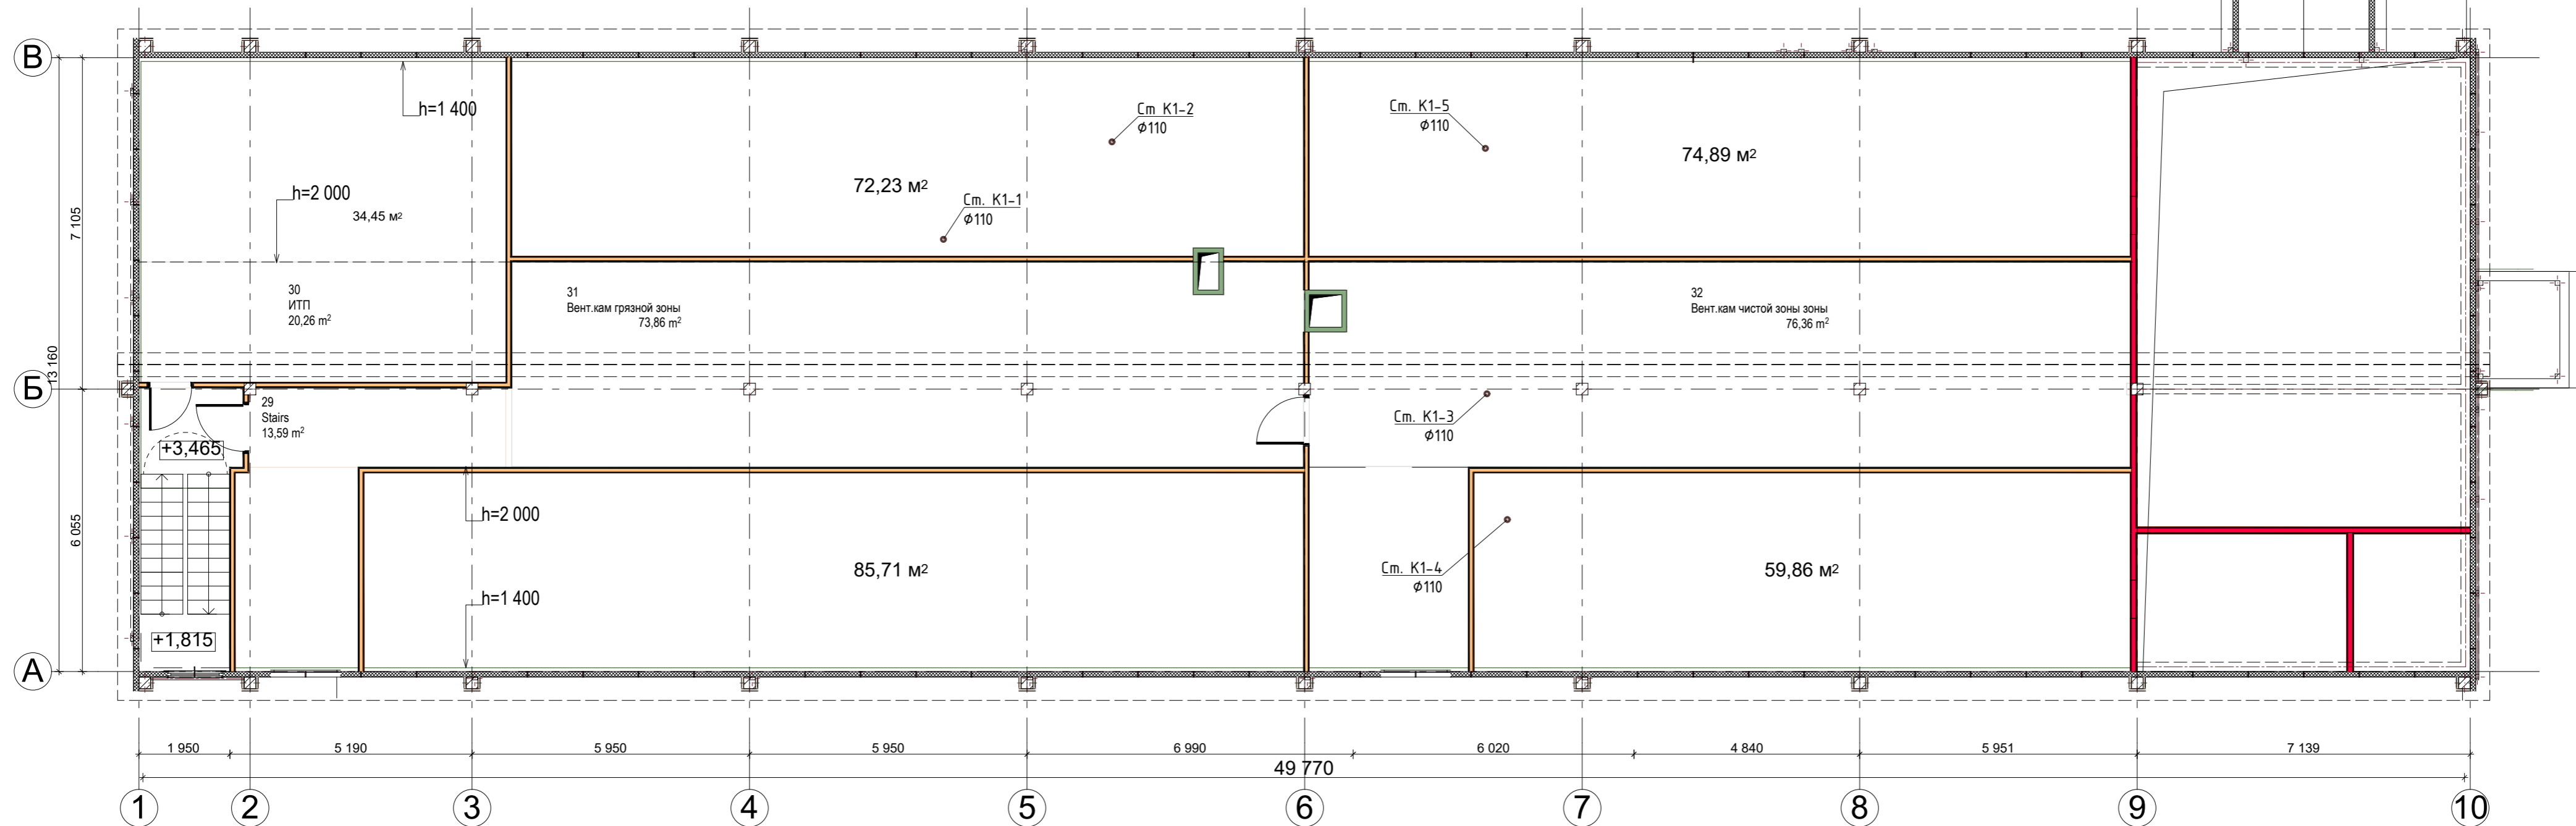 В
h=1 400
Ст К1-2
ϕ110
Ст. К1-5
ϕ110
74,89 м²
72,23 м²
h=2 000
34,45 м²
Ст. К1-1
ϕ110
7 105
30
ИТП
20,26 m²
31
Вент.кам грязной зоны
73,86 m²
32
Вент.кам чистой зоны зоны
76,36 m²
13 160
Б
29
Stairs
13,59 m²
Ст. К1-3
ϕ110
+3,465
h=2 000
6 055
85,71 м²
Ст. К1-4
ϕ110
59,86 м²
h=1 400
+1,815
А
1 950
5 190
5 950
5 950
6 990
6 020
4 840
5 951
7 139
49 770
1
2
3
4
5
6
7
8
9
10